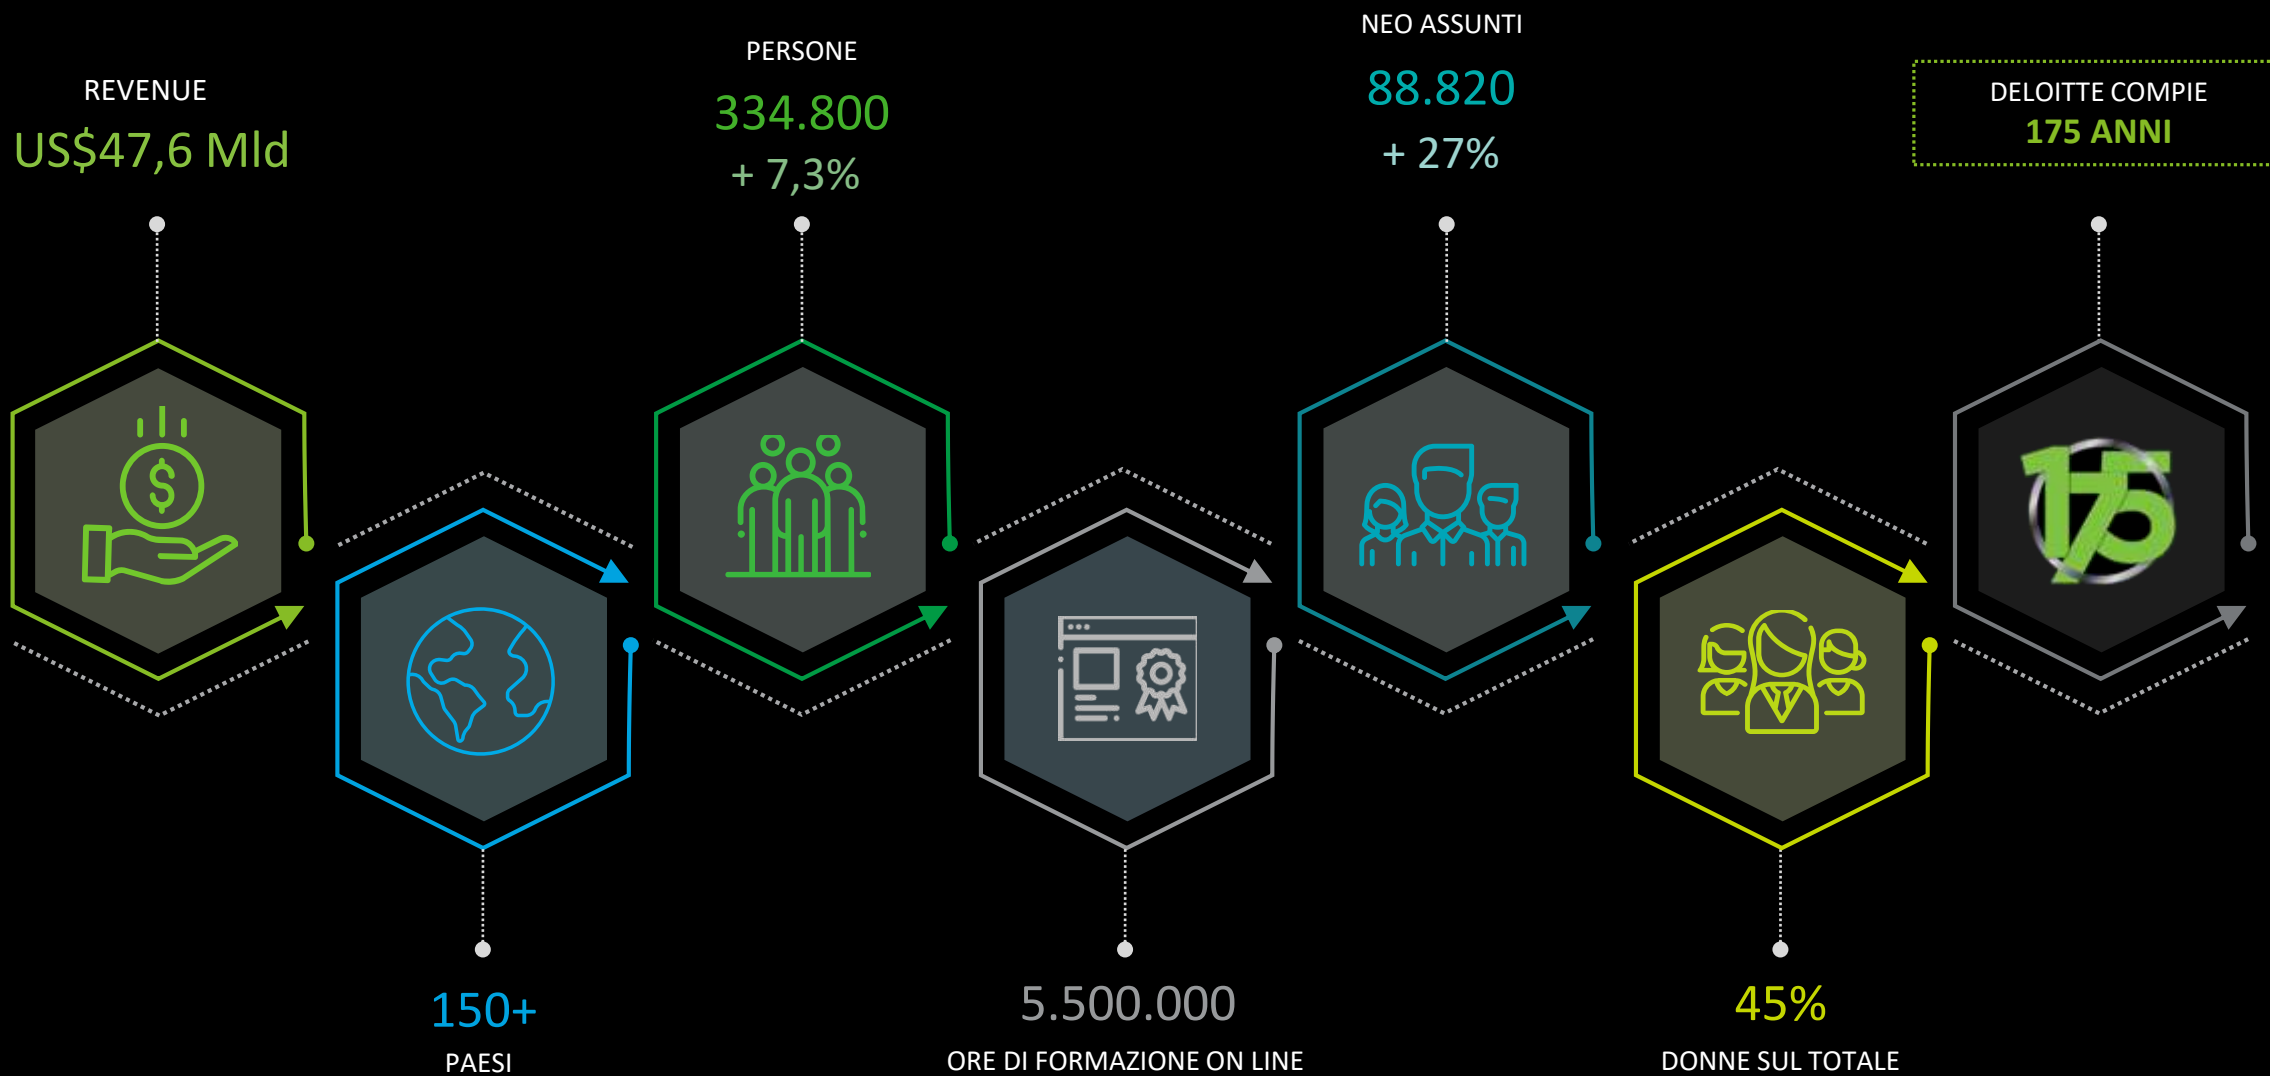 REVENUE
US$47,6 Mld
150+
PAESI
PERSONE
334.800
+ 7,3%
5.500.000
ORE DI FORMAZIONE ON LINE
NEO ASSUNTI
88.820
+ 27%
45%
DONNE SUL TOTALE
DELOITTE COMPIE
175 ANNI
$
175